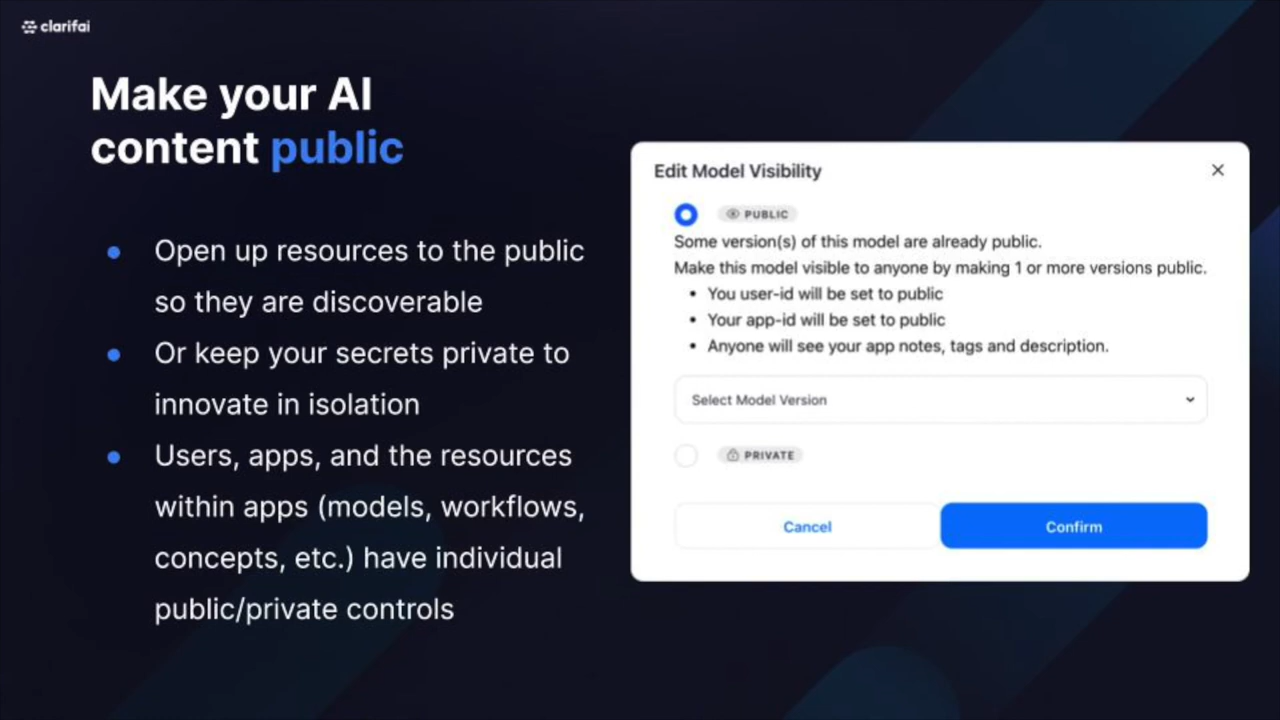 clarifai
Make your AI
content public
• Open up resources to the public
so they are discoverable
• Or keep your secrets private to
innovate in isolation
• Users, apps, and the resources
within apps (models, workflows,
concepts, etc.) have individual
public/private controls
Edit Model Visibility
PUBLIC
Some version(s) of this model are already public.
Make this model visible to anyone by making 1 or more versions public.
• You user-id will be set to public
• Your app-id will be set to public
• Anyone will see your app notes, tags and description.
Select Model Version
PRIVATE
Cancel
Confirm